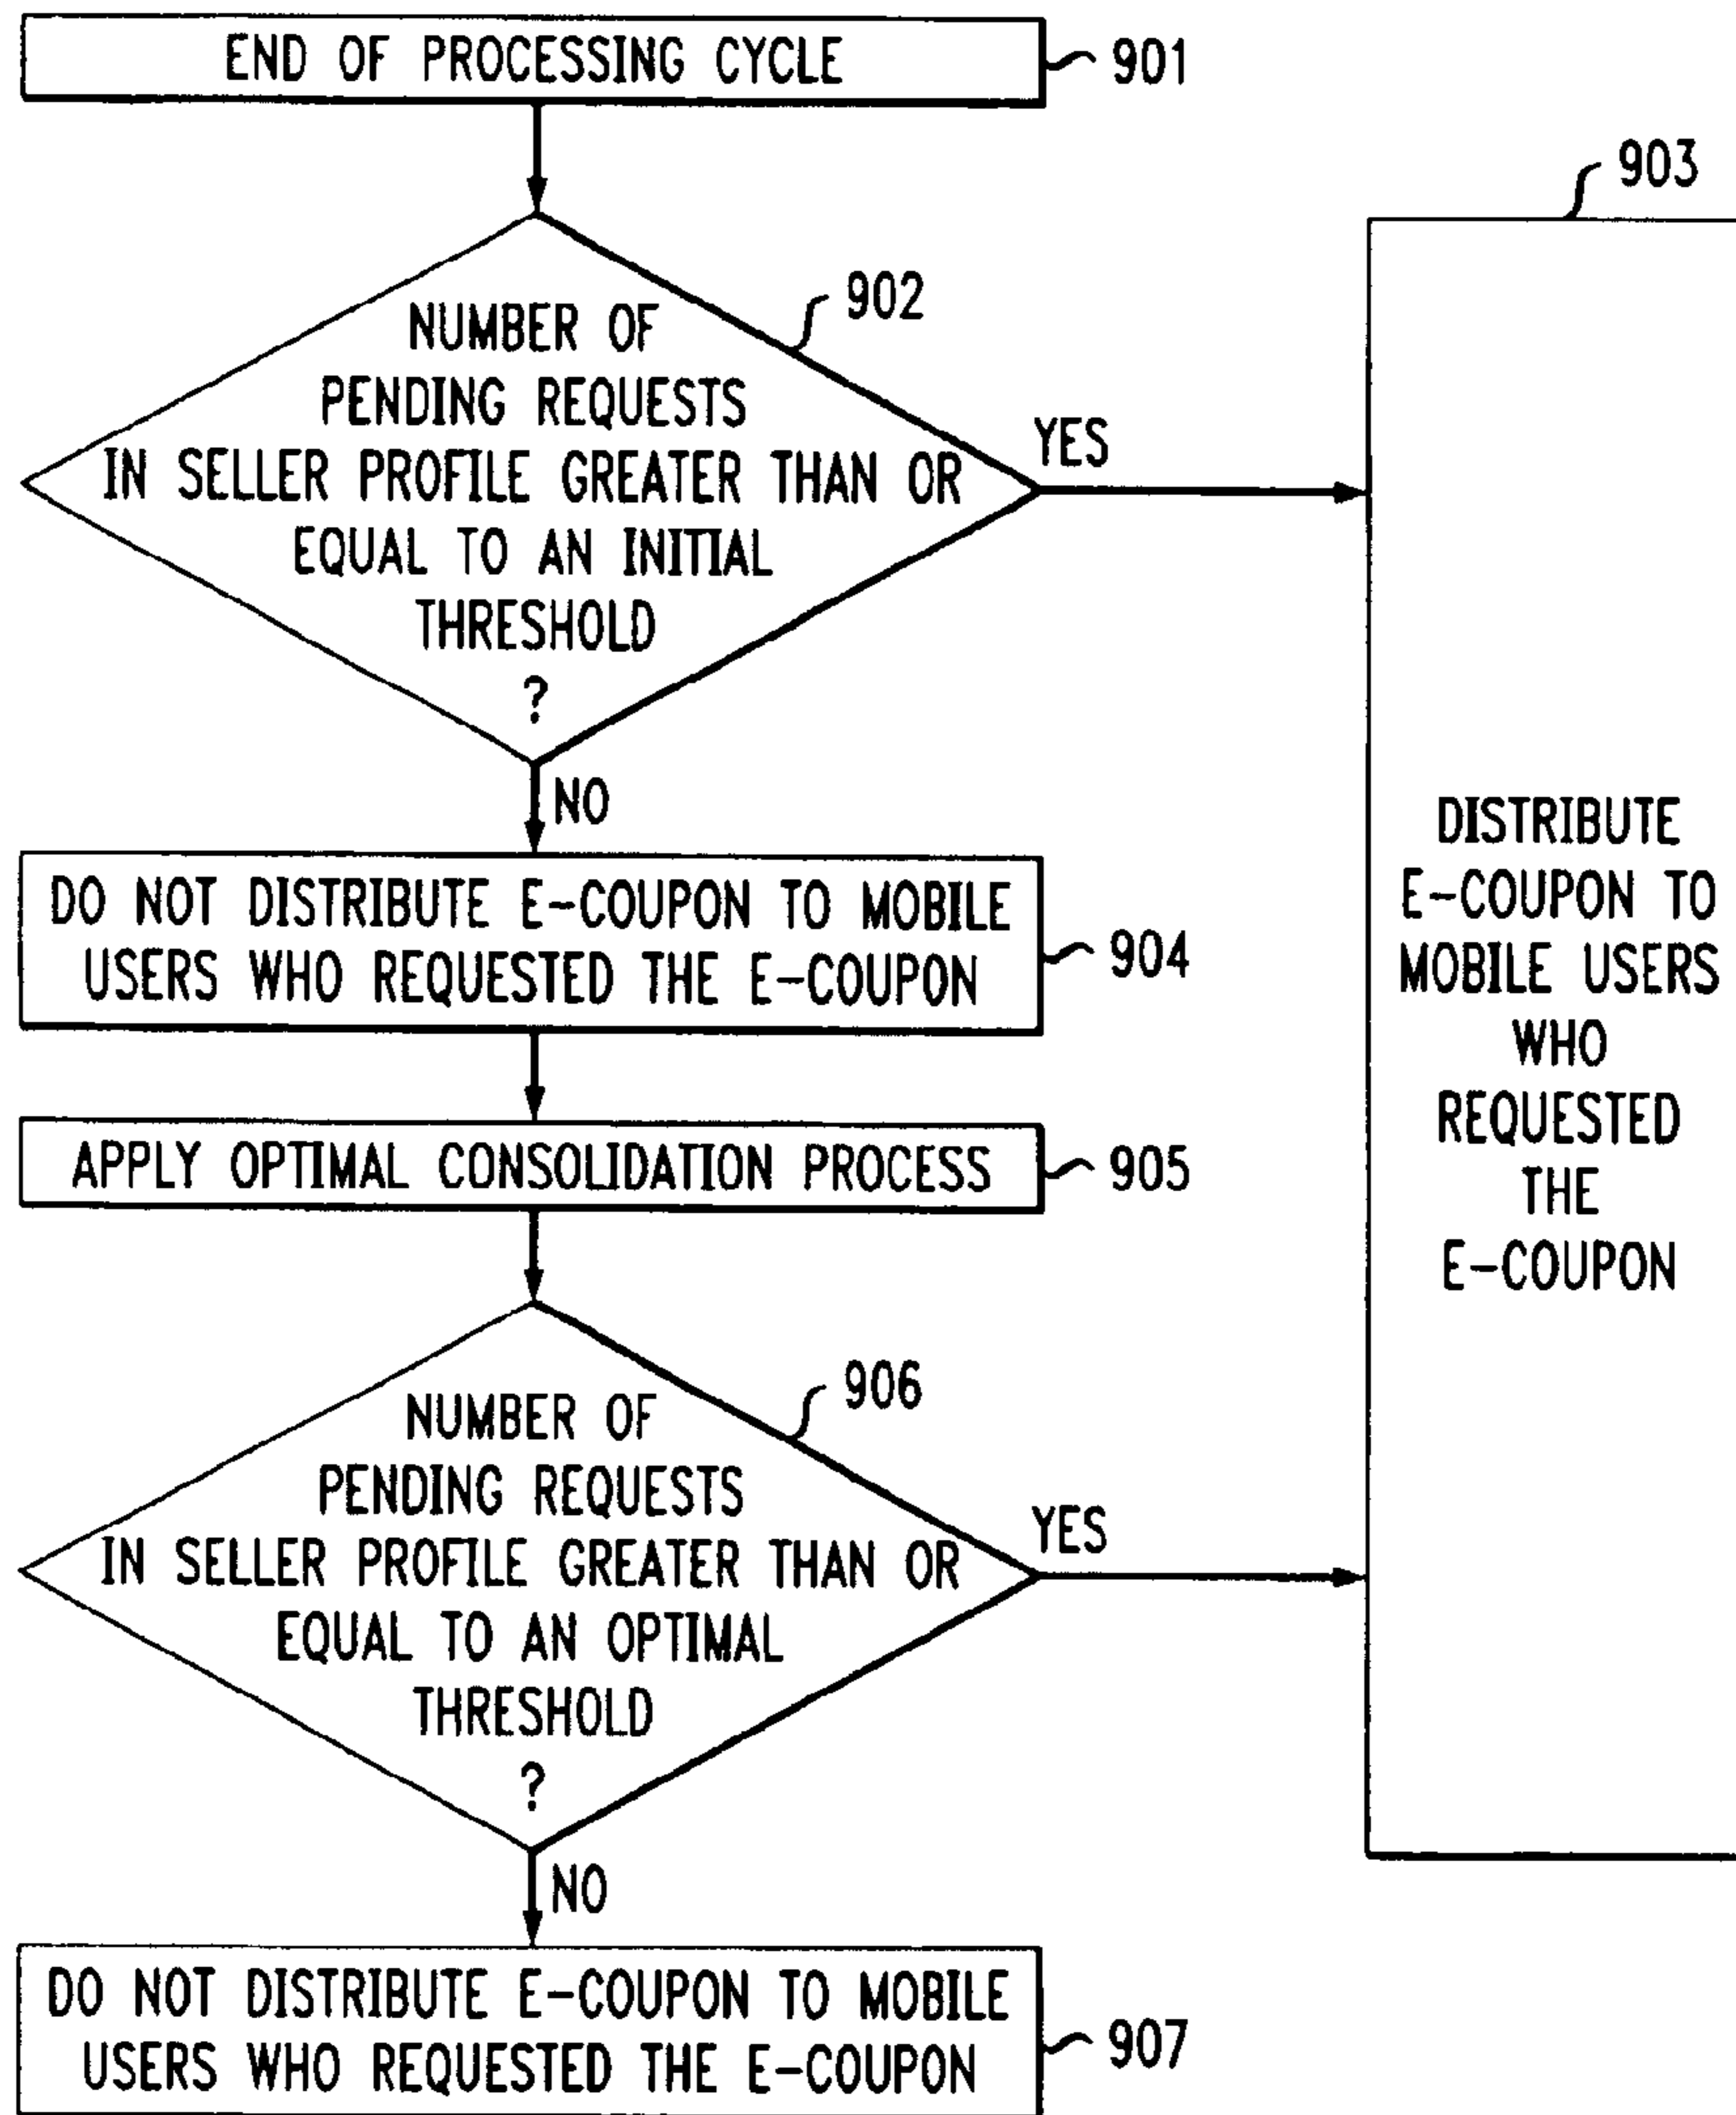 END OF PROCESSING CYCLE
901
903
902
NUMBER OF
PENDING REQUESTS
IN SELLER PROFILE GREATER THAN OR
EQUAL TO AN INITIAL
THRESHOLD
?
YES
NO
DISTRIBUTE
E-COUPON TO
MOBILE USERS
WHO
REQUESTED
THE
E-COUPON
DO NOT DISTRIBUTE E-COUPON TO MOBILE
USERS WHO REQUESTED THE E-COUPON
904
APPLY OPTIMAL CONSOLIDATION PROCESS
905
906
NUMBER OF
PENDING REQUESTS
IN SELLER PROFILE GREATER THAN OR
EQUAL TO AN OPTIMAL
THRESHOLD
?
YES
NO
DO NOT DISTRIBUTE E-COUPON TO MOBILE
USERS WHO REQUESTED THE E-COUPON
907